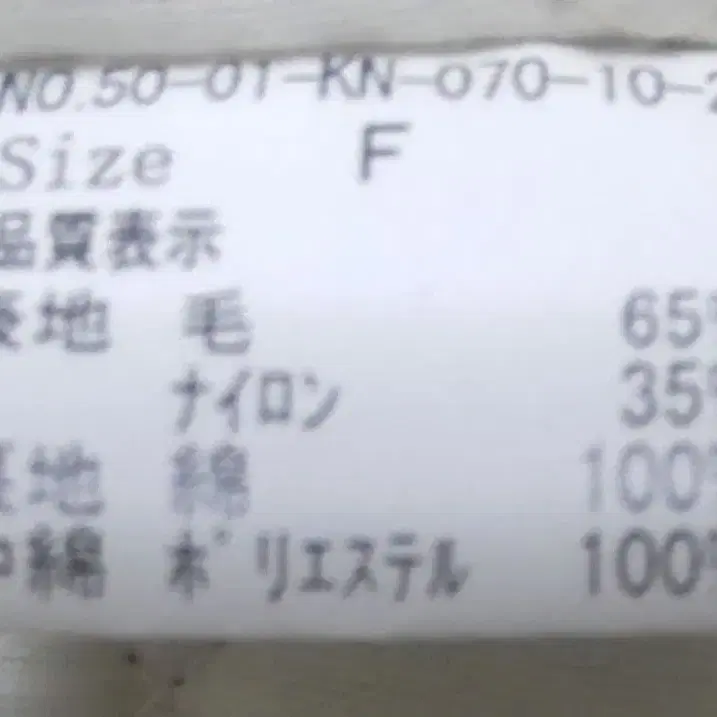 NO.50-01-KN-070-10-2
Size F
品質表示
表地 毛 65%
ナイロン 35%
裏地 綿 100%
中綿 ポリエステル 100%